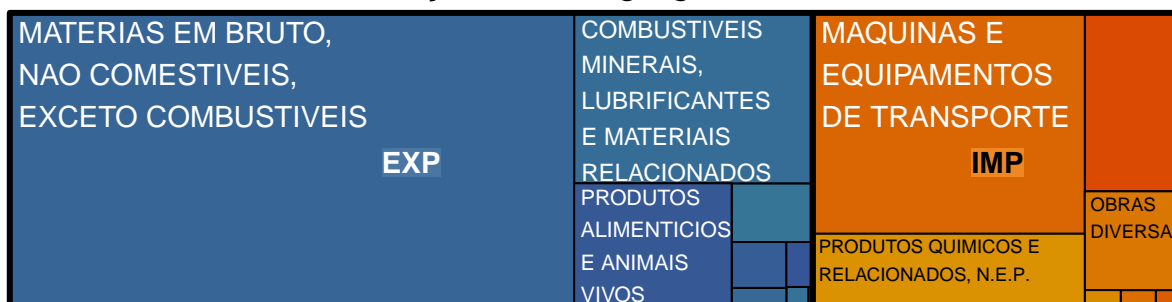 MATERIAS EM BRUTO,
NAO COMESTIVEIS,
EXCETO COMBUSTIVEIS
EXP
COMBUSTIVEIS
MINERAIS,
LUBRIFICANTES
E MATERIAIS
RELACIONADOS
PRODUTOS
ALIMENTICIOS
E ANIMAIS
VIVOS
MAQUINAS E
EQUIPAMENTOS
DE TRANSPORTE
IMP
PRODUTOS QUIMICOS E
RELACIONADOS, N.E.P.
OBRAS
DIVERSA